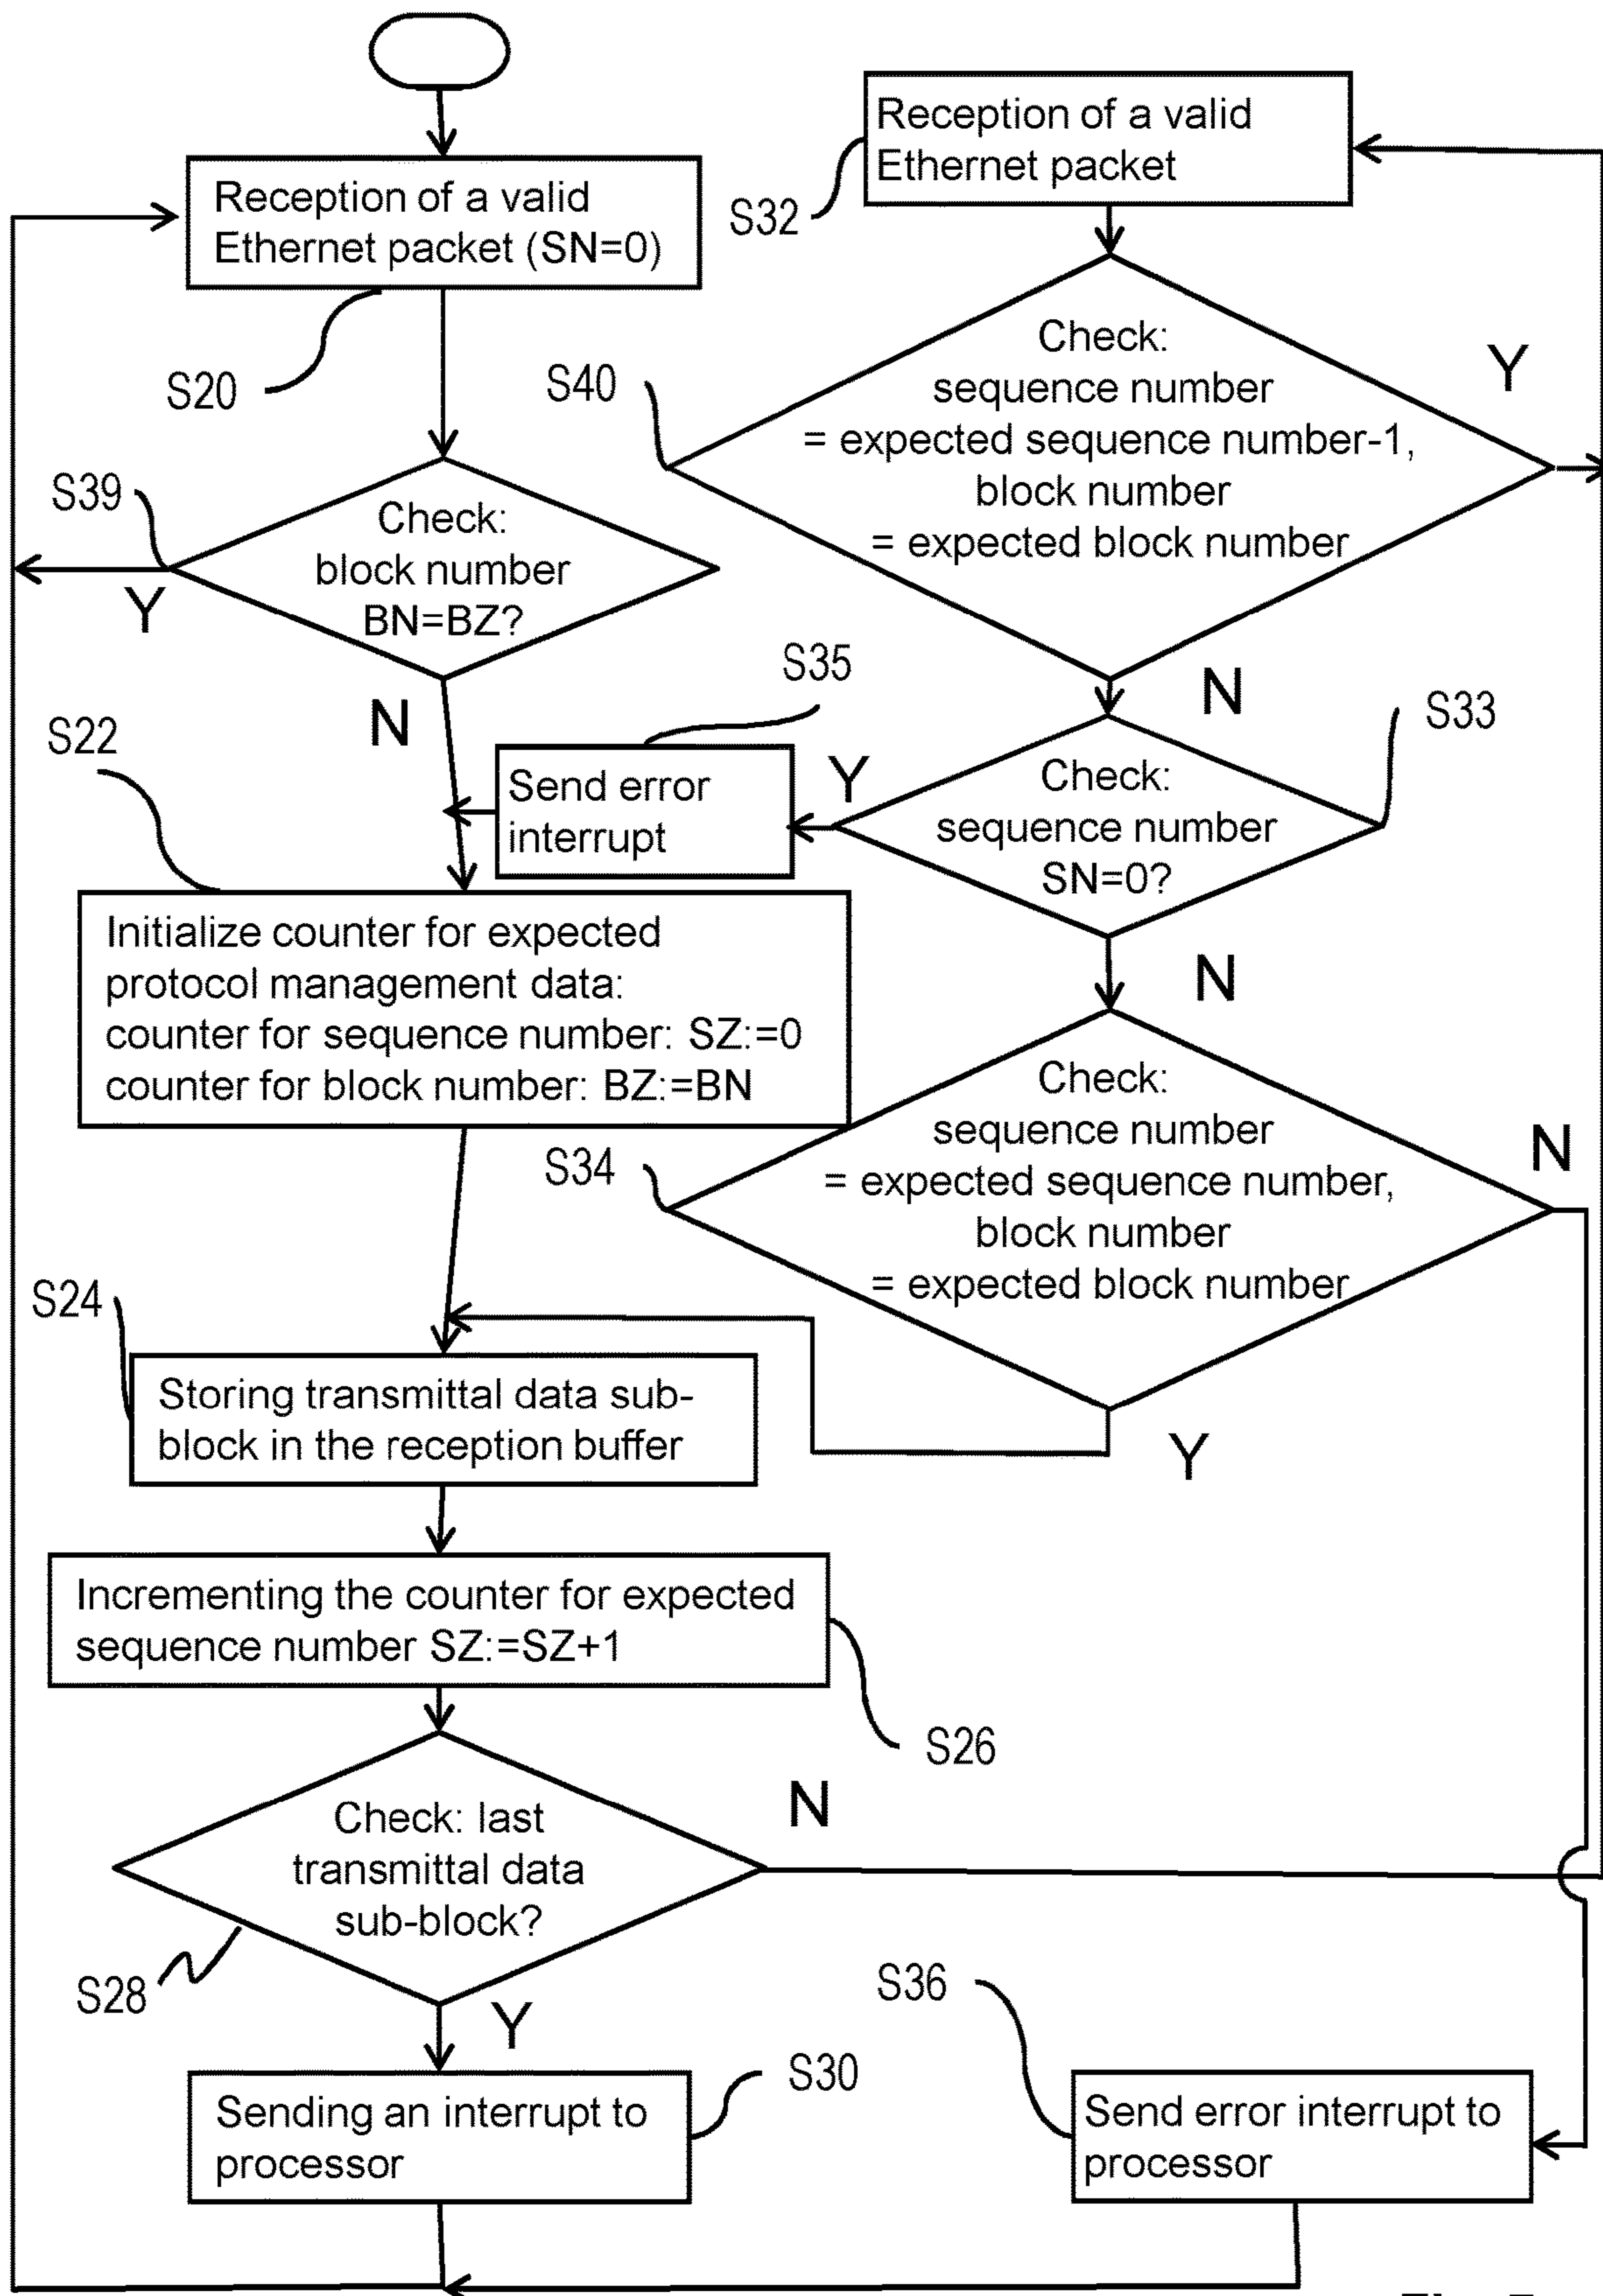 Reception of a valid
Ethernet packet (SN=0)
S20
Check:
block number
BN=BZ?
S39
Y
N
S22
Initialize counter for expected
protocol management data:
counter for sequence number: SZ:=0
counter for block number: BZ:=BN
S24
Storing transmittal data sub-
block in the reception buffer
Incrementing the counter for expected
sequence number SZ:=SZ+1
S26
Check: last
transmittal data
sub-block?
N
S28
Y
Sending an interrupt to
processor
S30
Reception of a valid
Ethernet packet
S32
Check:
sequence number
= expected sequence number-1,
block number
= expected block number
S40
Y
N
S35
Send error
interrupt
Y
Check:
sequence number
SN=0?
S33
N
Check:
sequence number
= expected sequence number,
block number
= expected block number
S34
N
Y
S36
Send error interrupt to
processor